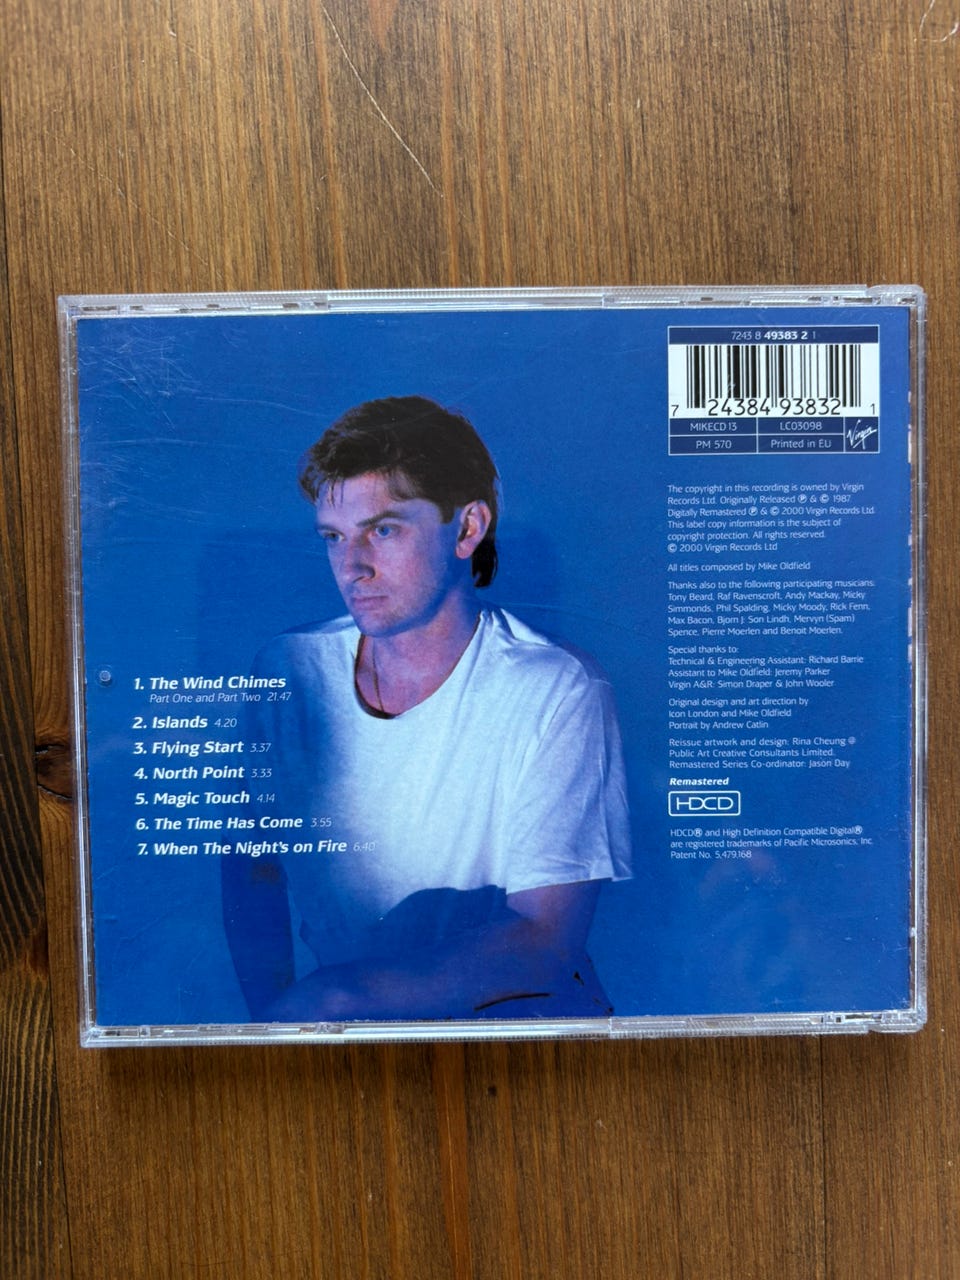 7243 8 49383 2 1
7 24384 93832 1
MIKECD 13 LC03098
PM 570 Printed in EU Virgin
The copyright in this recording is owned by Virgin
Records Ltd. Originally Released ℗ & © 1987.
Digitally Remastered ℗ & © 2000 Virgin Records Ltd.
This label copy information is the subject of
copyright protection. All rights reserved.
© 2000 Virgin Records Ltd
All titles composed by Mike Oldfield
Thanks also to the following participating musicians:
Tony Beard, Raf Ravenscroft, Andy Mackay, Micky
Simmonds, Phil Spalding, Micky Moody, Rick Fenn,
Max Bacon, Bjorn J: Son Lindh, Mervyn (Spam)
Spence, Pierre Moerlen and Benoit Moerlen.
Special thanks to:
Technical & Engineering Assistant: Richard Barrie
Assistant to Mike Oldfield: Jeremy Parker
Virgin A&R: Simon Draper & John Wooler
Original design and art direction by
Icon London and Mike Oldfield
Portrait by Andrew Catlin
Reissue artwork and design: Rina Cheung @
Public Art Creative Consultants Limited.
Remastered Series Co-ordinator: Jason Day
Remastered
HDCD
HDCD® and High Definition Compatible Digital®
are registered trademarks of Pacific Microsonics, Inc.
Patent No. 5,479,168
1. The Wind Chimes
Part One and Part Two 21.47
2. Islands 4.20
3. Flying Start 3.37
4. North Point 3.33
5. Magic Touch 4.14
6. The Time Has Come 3.55
7. When The Night's on Fire 6.40